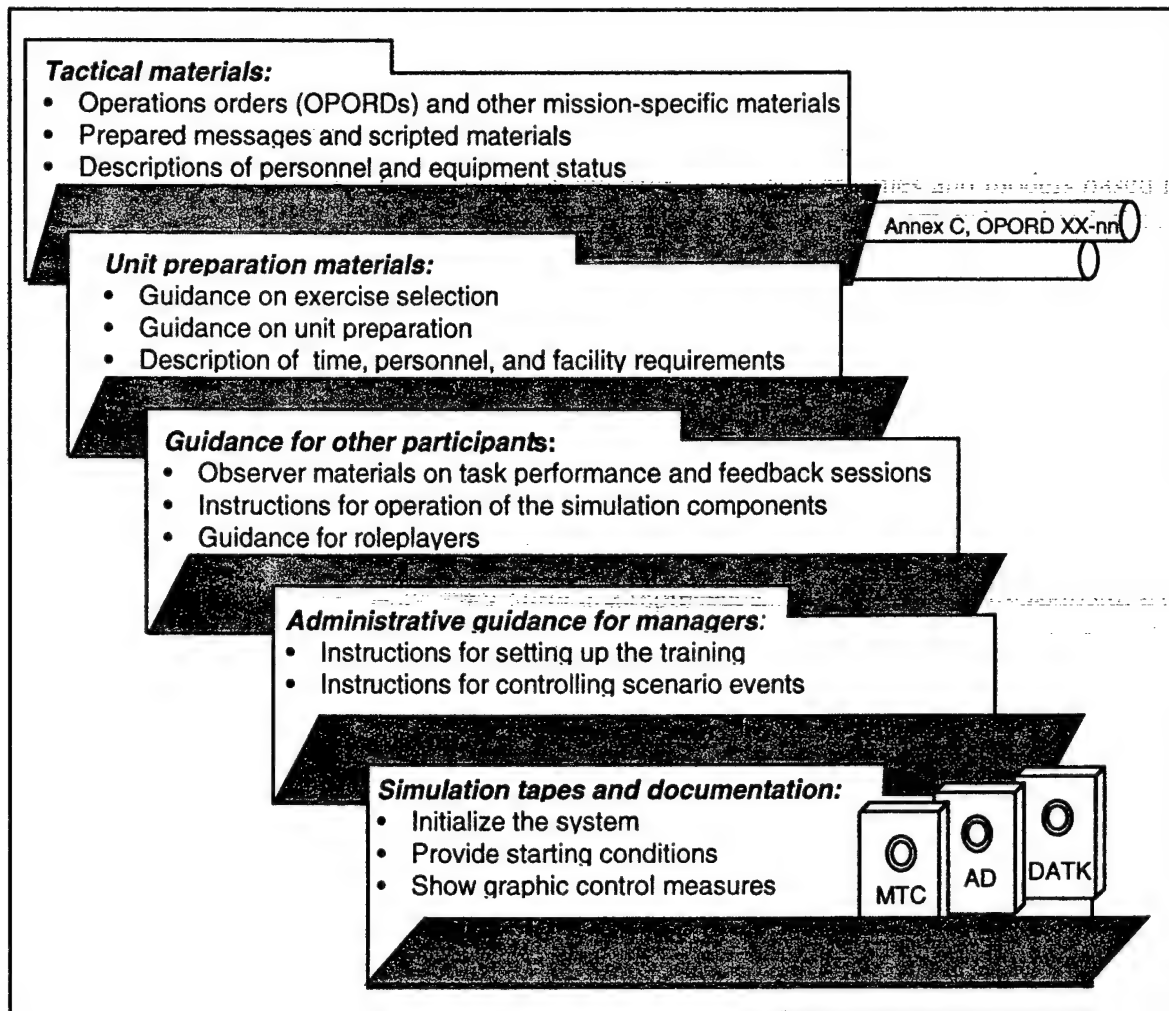 Tactical materials:
• Operations orders (OPORDs) and other mission-specific materials
• Prepared messages and scripted materials
• Descriptions of personnel and equipment status
Annex C, OPORD XX-nn
Unit preparation materials:
• Guidance on exercise selection
• Guidance on unit preparation
• Description of time, personnel, and facility requirements
Guidance for other participants:
• Observer materials on task performance and feedback sessions
• Instructions for operation of the simulation components
• Guidance for roleplayers
Administrative guidance for managers:
• Instructions for setting up the training
• Instructions for controlling scenario events
Simulation tapes and documentation:
• Initialize the system
• Provide starting conditions
• Show graphic control measures
MTC
AD
DATK